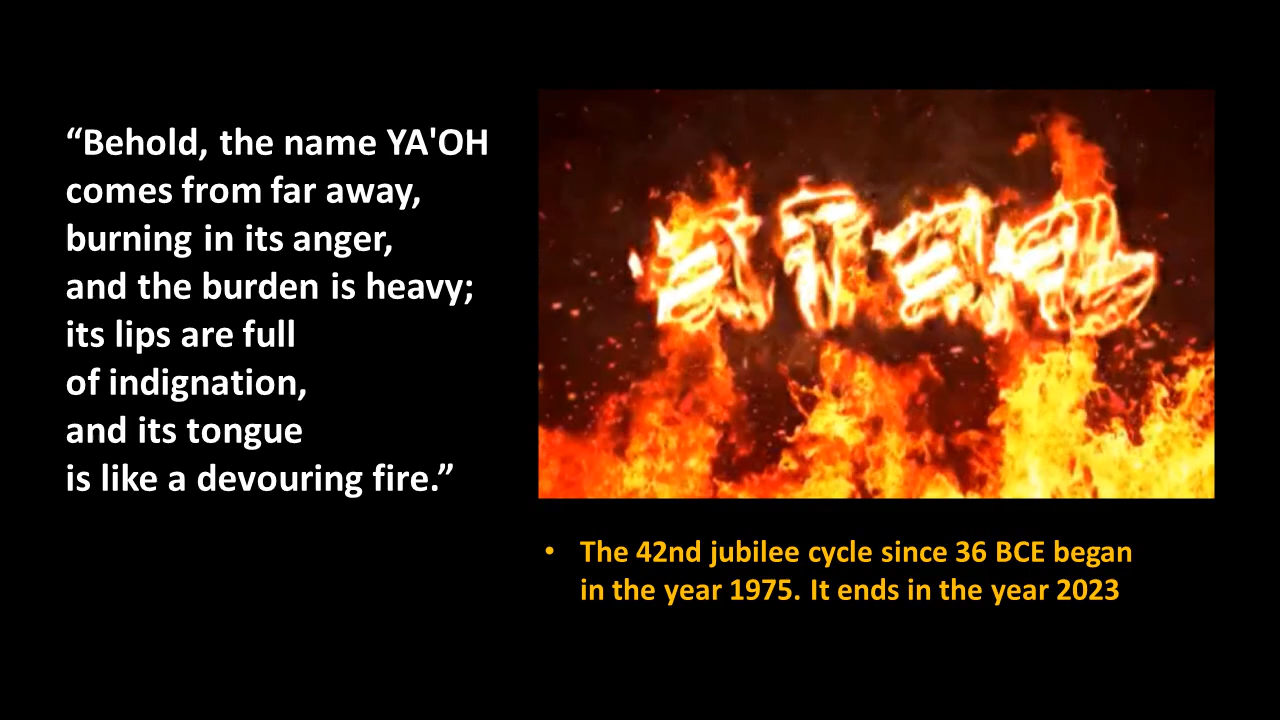 “Behold, the name YA'OH
comes from far away,
burning in its anger,
and the burden is heavy;
its lips are full
of indignation,
and its tongue
is like a devouring fire.”
• The 42nd jubilee cycle since 36 BCE began
in the year 1975. It ends in the year 2023